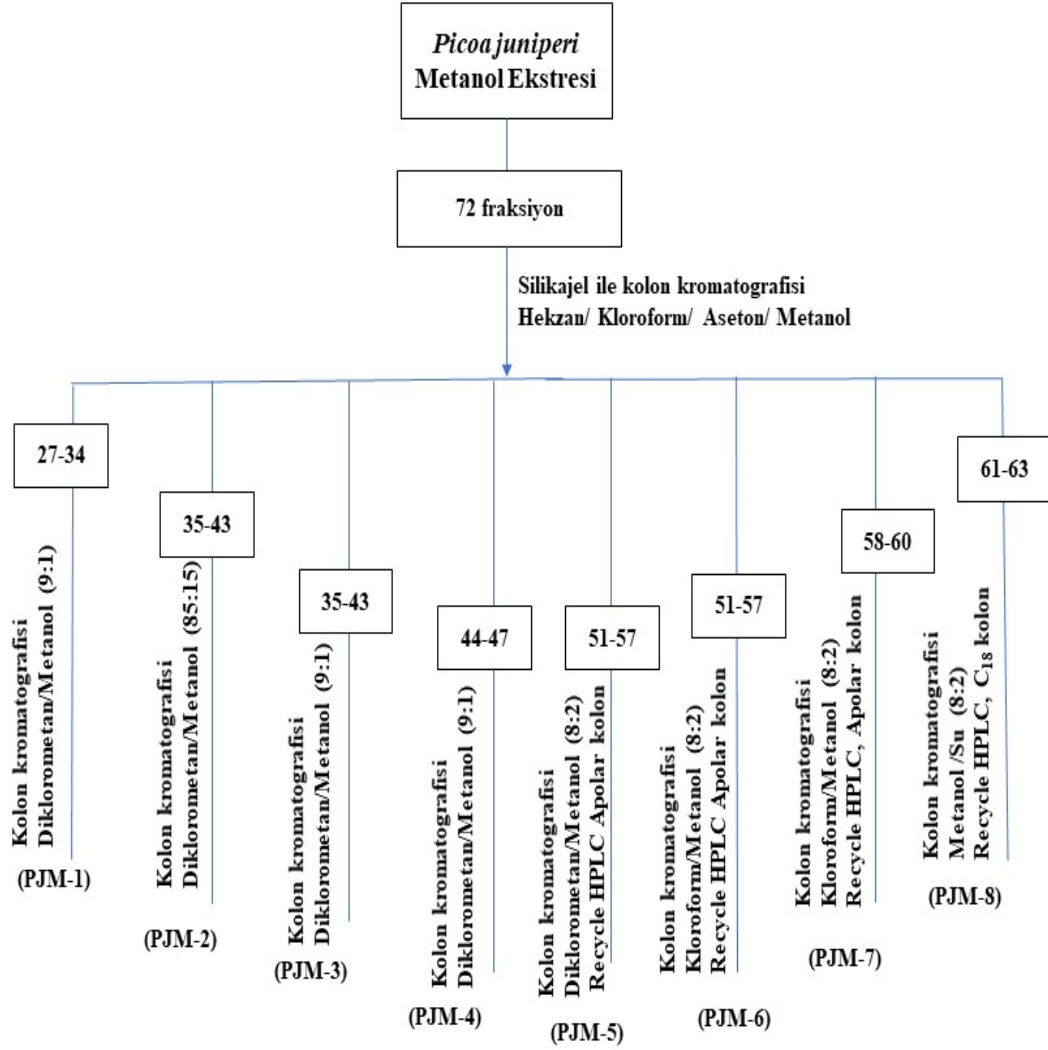 Picoa juniperi
Metanol Ekstresi
72 fraksiyon
Silikajel ile kolon kromatografisi
Hekzan/ Kloroform/ Aseton/ Metanol
27-34
Kolon kromatografisi
Diklorometan/Metanol (9:1)
(PJM-1)
35-43
Kolon kromatografisi
Diklorometan/Metanol (85:15)
(PJM-2)
35-43
Kolon kromatografisi
Diklorometan/Metanol (9:1)
(PJM-3)
44-47
Kolon kromatografisi
Diklorometan/Metanol (9:1)
(PJM-4)
51-57
Kolon kromatografisi
Diklorometan/Metanol (8:2)
Recycle HPLC Apolar kolon
(PJM-5)
51-57
Kolon kromatografisi
Kloroform/Metanol (8:2)
Recycle HPLC Apolar kolon
(PJM-6)
58-60
Kolon kromatografisi
Kloroform/Metanol (8:2)
Recycle HPLC, Apolar kolon
(PJM-7)
61-63
Kolon kromatografisi
Metanol /Su (8:2)
Recycle HPLC, C18 kolon
(PJM-8)